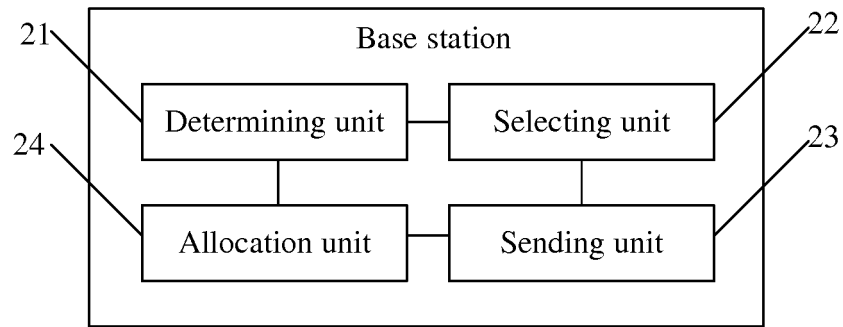 Base station
21
22
Determining unit
Selecting unit
24
23
Allocation unit
Sending unit